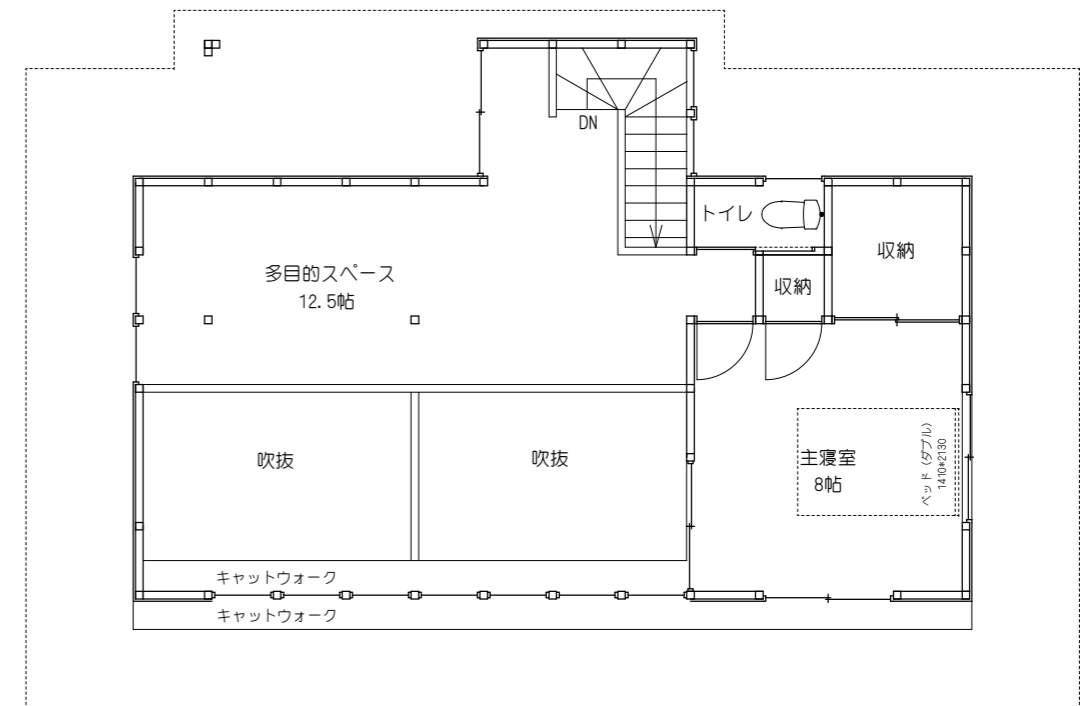 DN
トイレ
収納
多目的スペース
12.5帖
収納
吹抜
吹抜
主寝室
8帖
ベッド (ダブル)
1410*2130
キャットウォーク
キャットウォーク